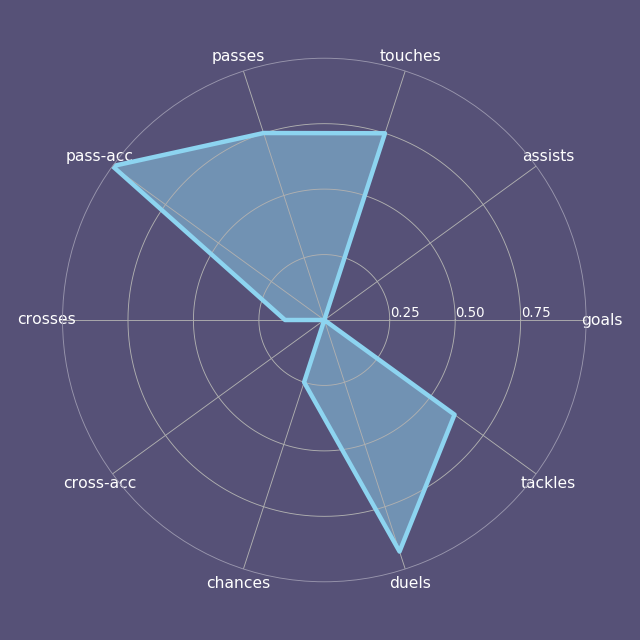 passes
touches
pass-acc
assists
0.25
0.50
0.75
crosses
goals
cross-acc
tackles
chances
duels